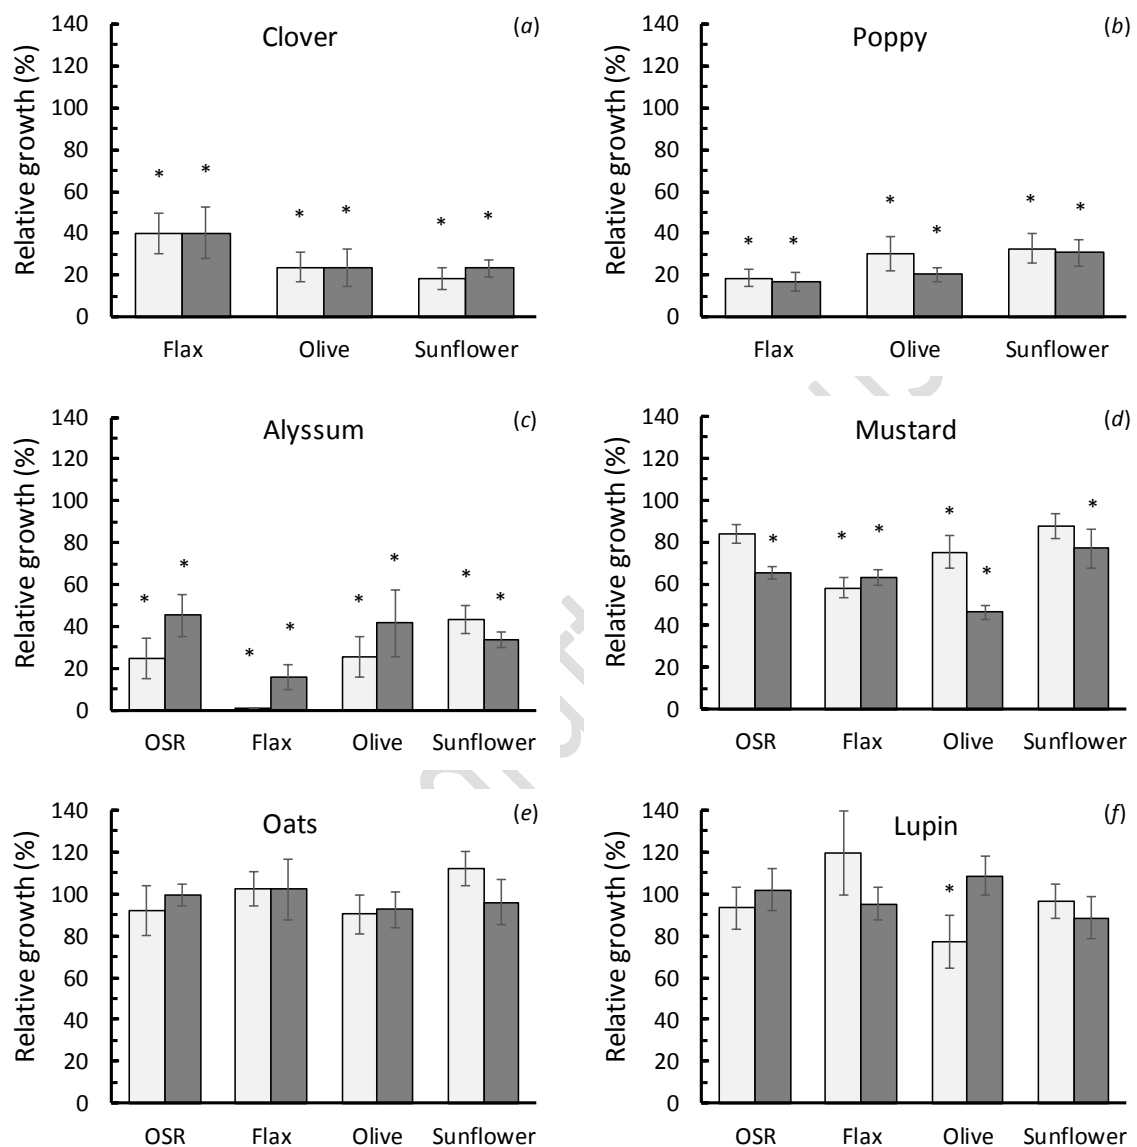 Clover
(a)
Relative growth (%)
140
120
100
80
60
40
20
0
* * * * * *
Flax Olive Sunflower
Poppy
(b)
Relative growth (%)
140
120
100
80
60
40
20
0
* * * * * *
Flax Olive Sunflower
Alyssum
(c)
Relative growth (%)
140
120
100
80
60
40
20
0
* * * * * * * *
OSR Flax Olive Sunflower
Mustard
(d)
Relative growth (%)
140
120
100
80
60
40
20
0
* * * * * *
OSR Flax Olive Sunflower
Oats
(e)
Relative growth (%)
140
120
100
80
60
40
20
0
OSR Flax Olive Sunflower
Lupin
(f)
Relative growth (%)
140
120
100
80
60
40
20
0
*
OSR Flax Olive Sunflower